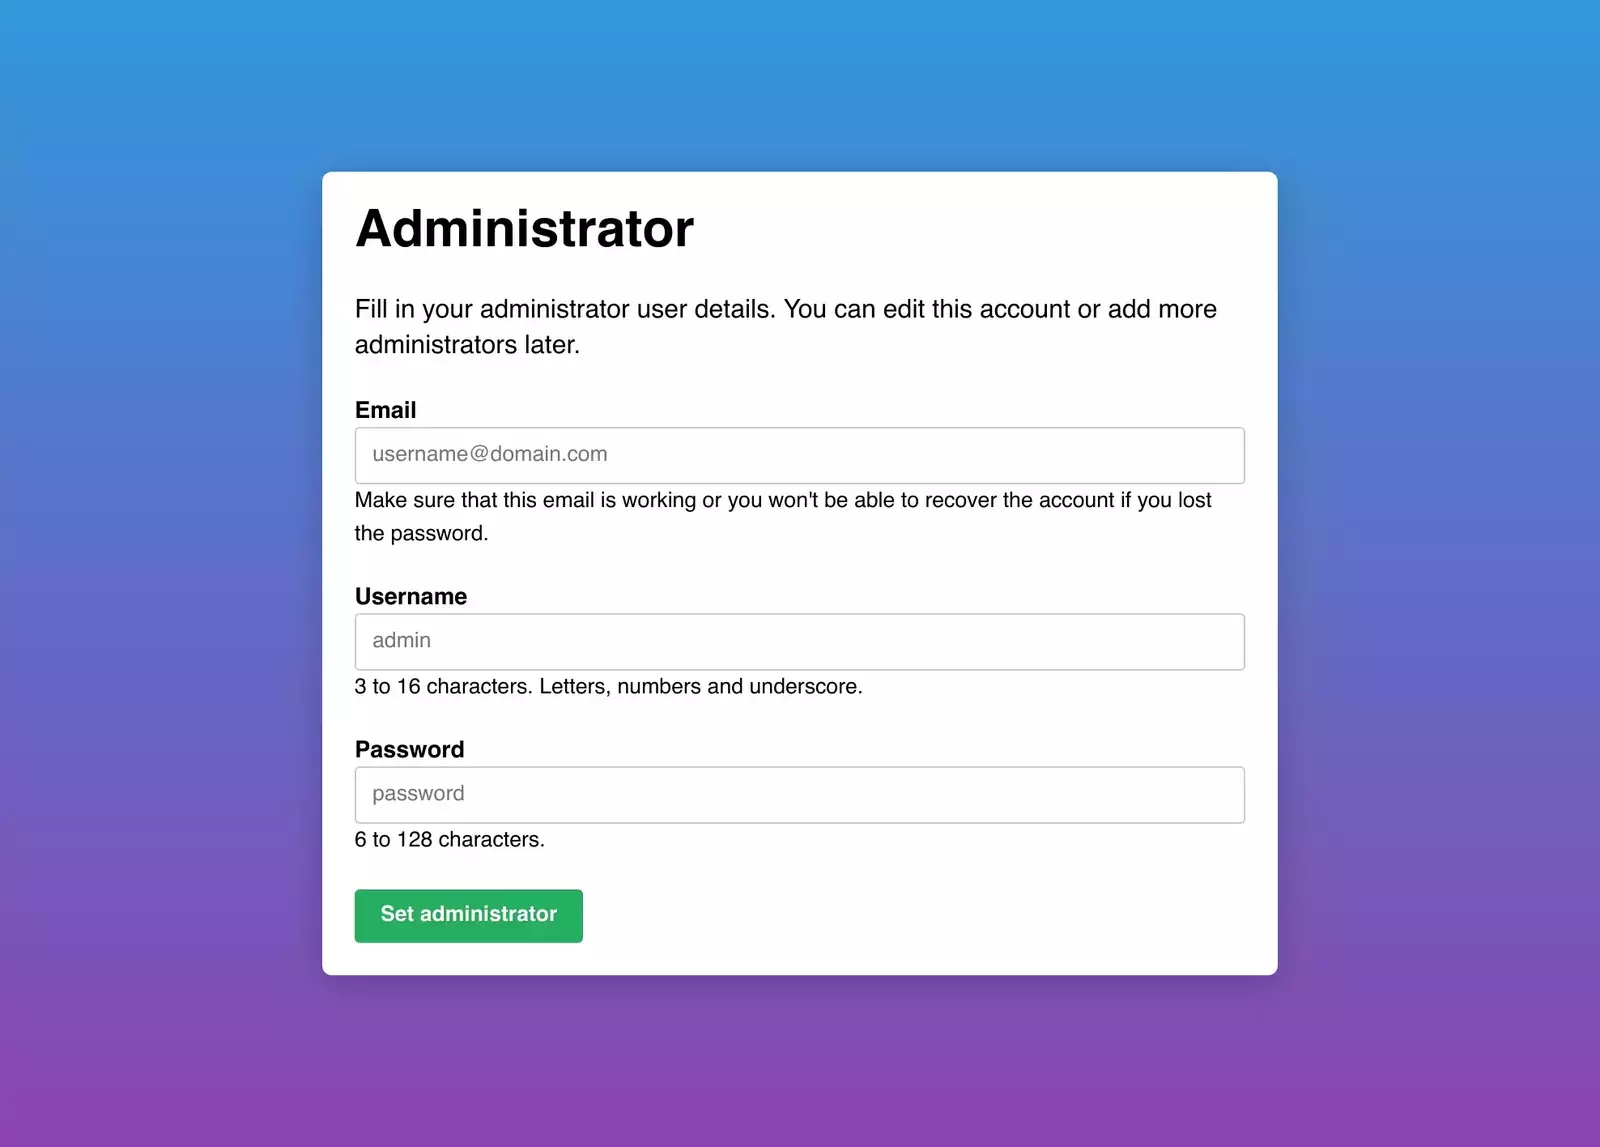 Administrator
Fill in your administrator user details. You can edit this account or add more
administrators later.
Email
username@domain.com
Make sure that this email is working or you won't be able to recover the account if you lost
the password.
Username
admin
3 to 16 characters. Letters, numbers and underscore.
Password
password
6 to 128 characters.
Set administrator